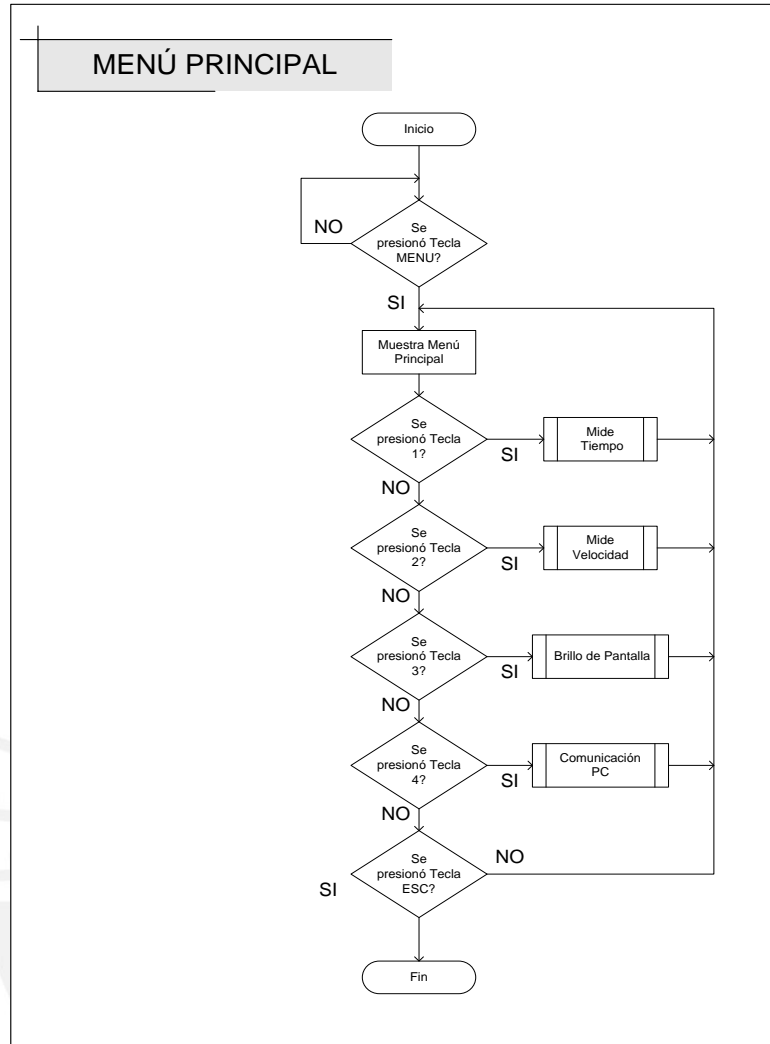 MENÚ PRINCIPAL
Inicio
NO
Se
presionó Tecla
MENU?
SI
Muestra Menú
Principal
Se
presionó Tecla
1?
SI
Mide
Tiempo
NO
Se
presionó Tecla
2?
SI
Mide
Velocidad
NO
Se
presionó Tecla
3?
SI
Brillo de Pantalla
NO
Se
presionó Tecla
4?
SI
Comunicación
PC
NO
Se
presionó Tecla
ESC?
NO
SI
Fin